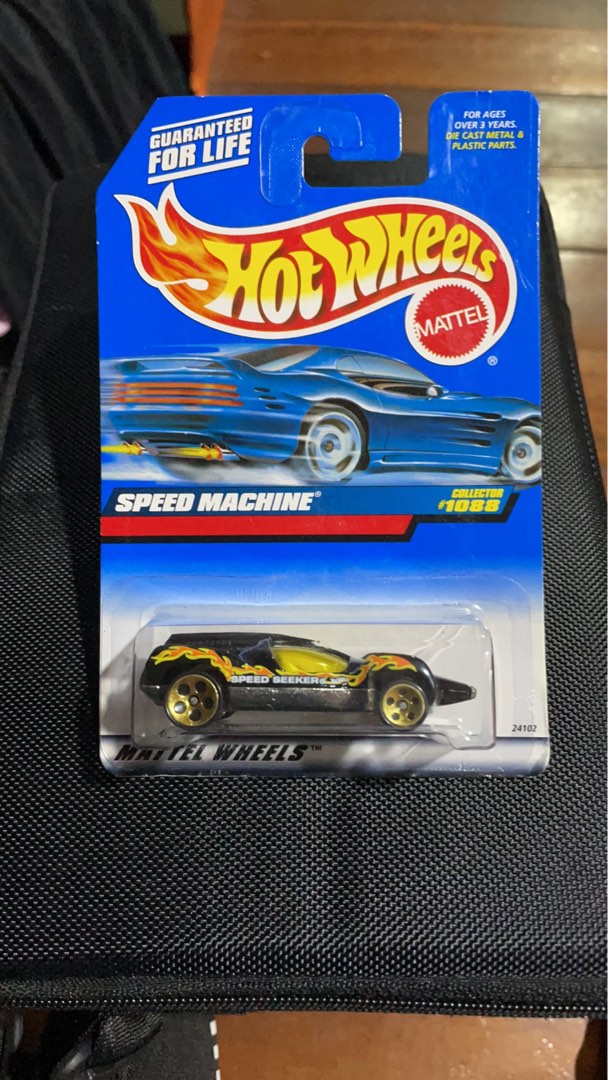 GUARANTEED
FOR LIFE
FOR AGES
OVER 3 YEARS.
DIE CAST METAL &
PLASTIC PARTS.
HOT WHEELS
MATTEL
®
SPEED MACHINE®
COLLECTOR
#1088
SPEED SEEKER
24102
MATTEL WHEELS™